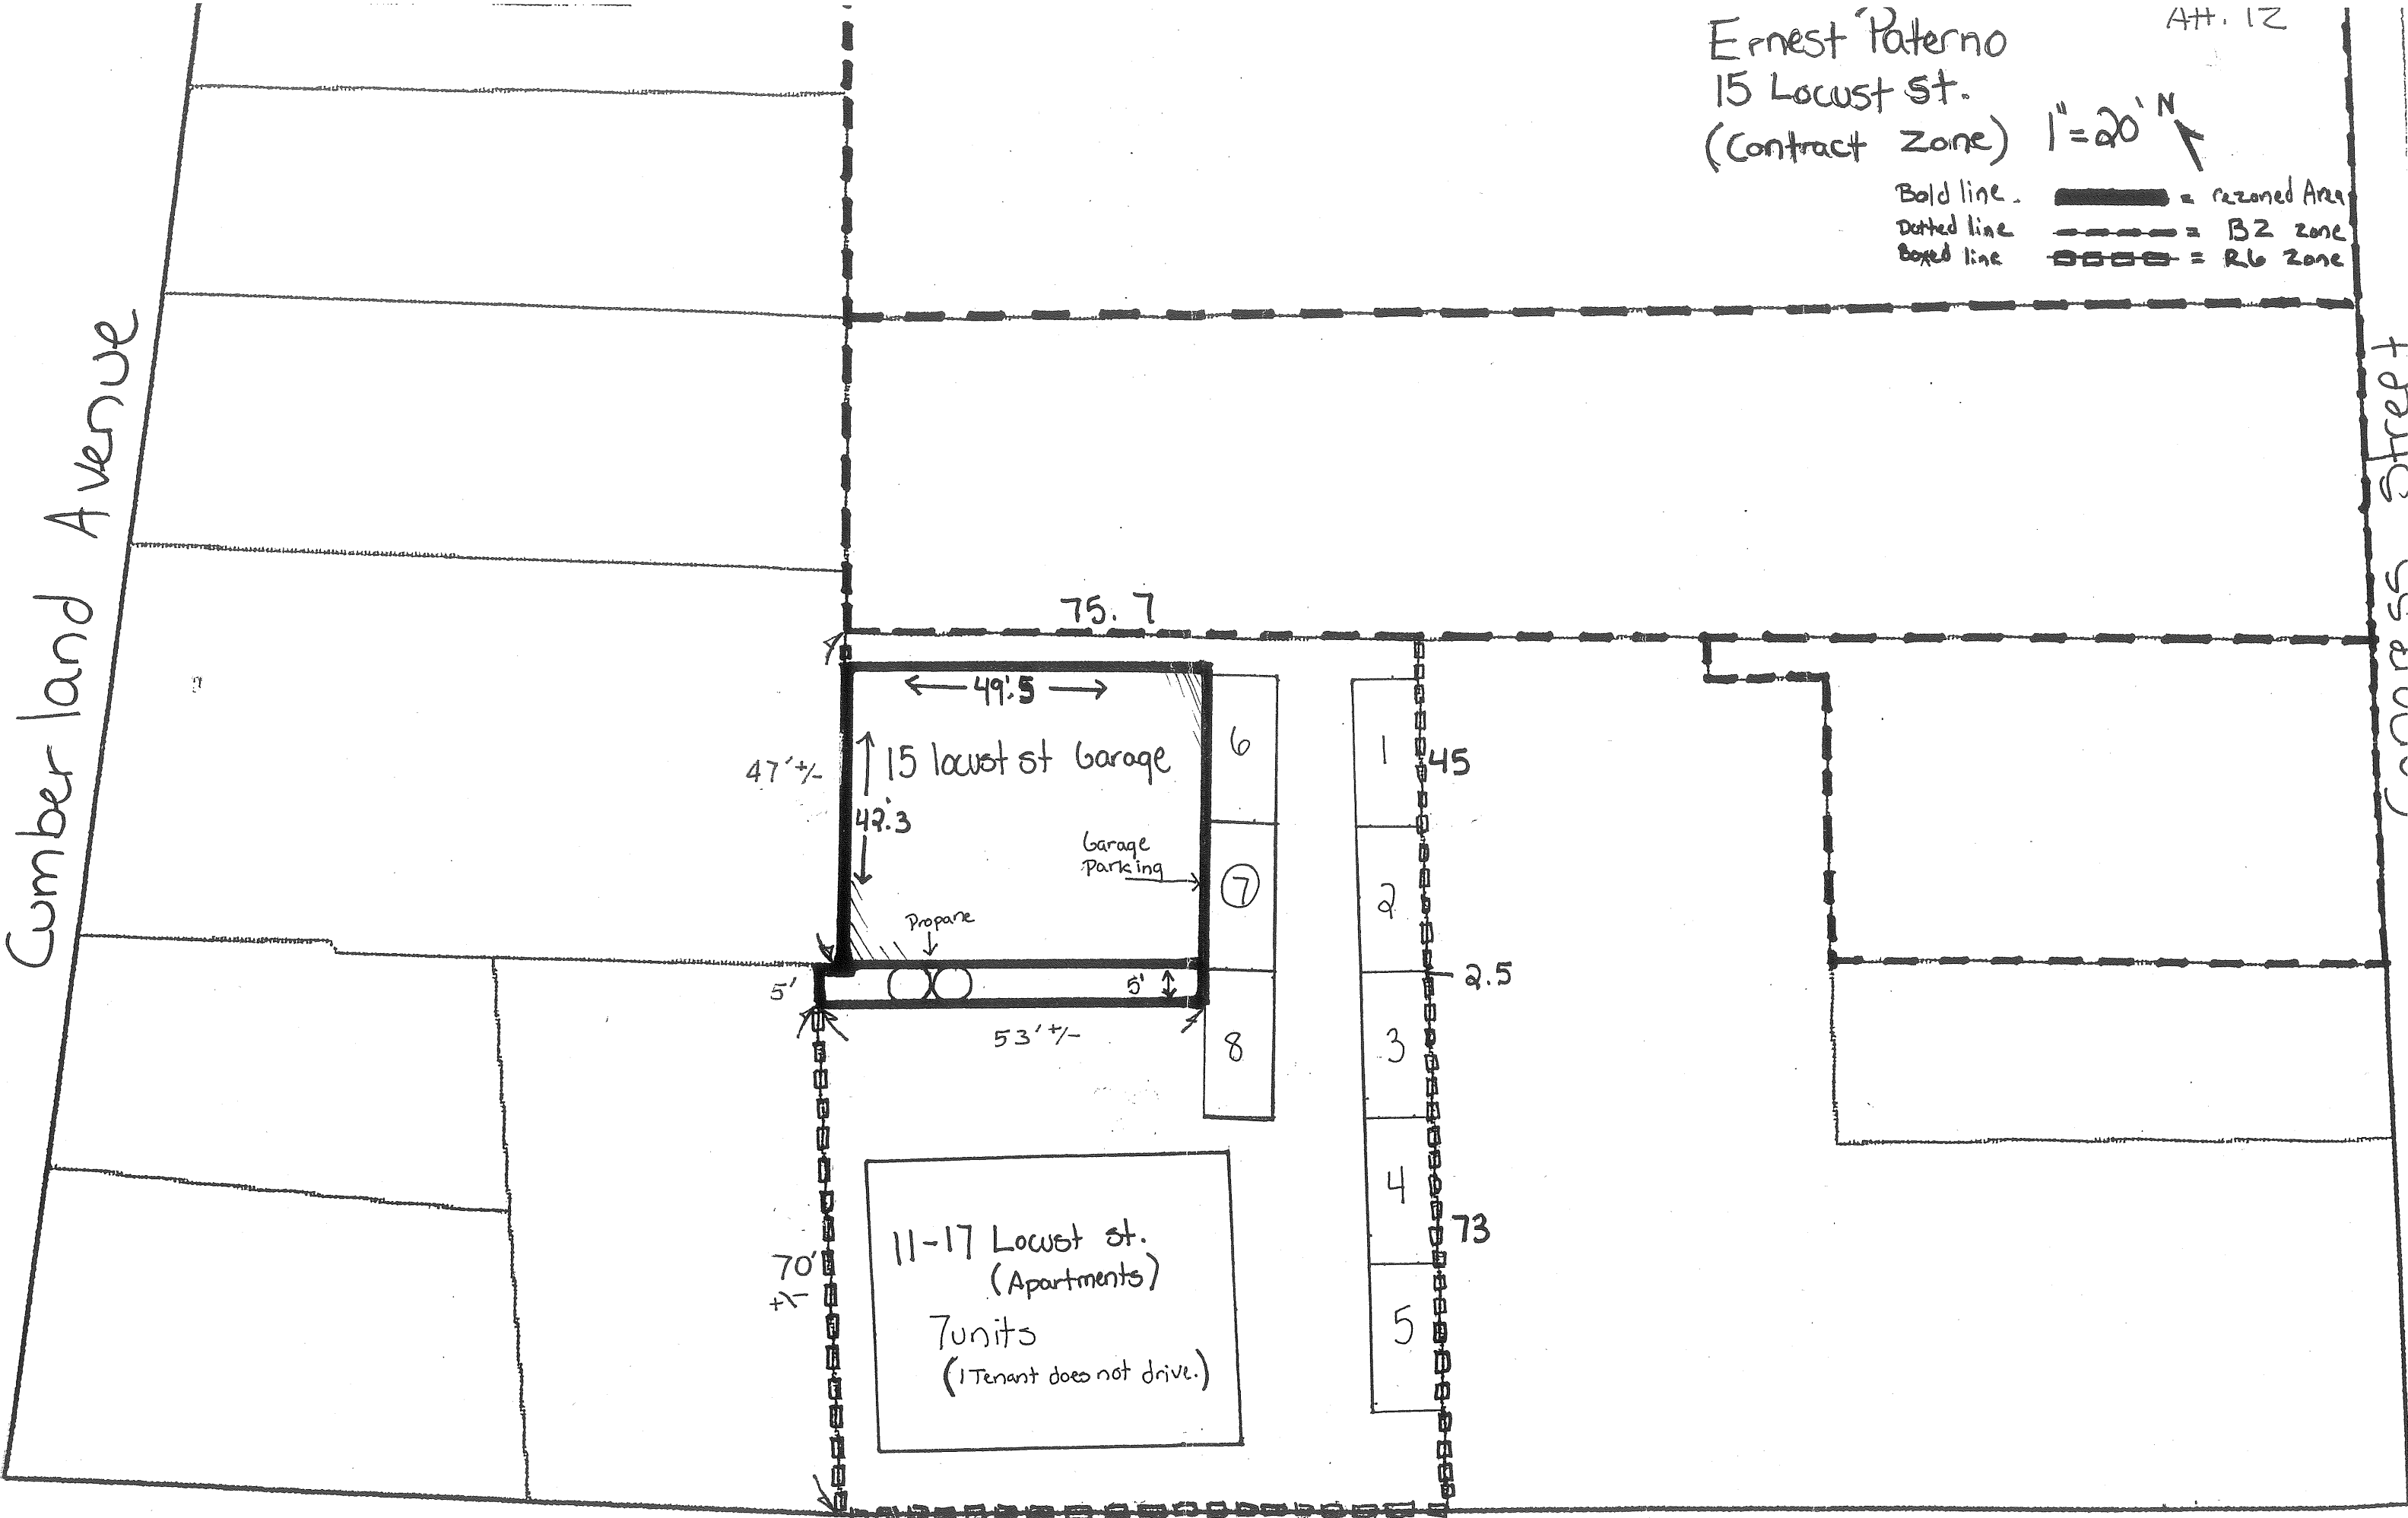 Att. 12
Ernest Paterno
15 Locust St.
(Contract Zone) 1"=20' N
Bold line. = rezoned Area
Dotted line = B2 zone
Boxed line = R6 zone
Cumberland Avenue
Congress Street
75.7
49'.5
15 locust st Garage
47' +/-
42'.3
Garage
Parking
Propane
5'
5'
53' +/-
6
7
8
1
2
3
4
5
45
2.5
73
70'
+/-
11-17 Locust st.
(Apartments)
7units
(1 Tenant does not drive.)